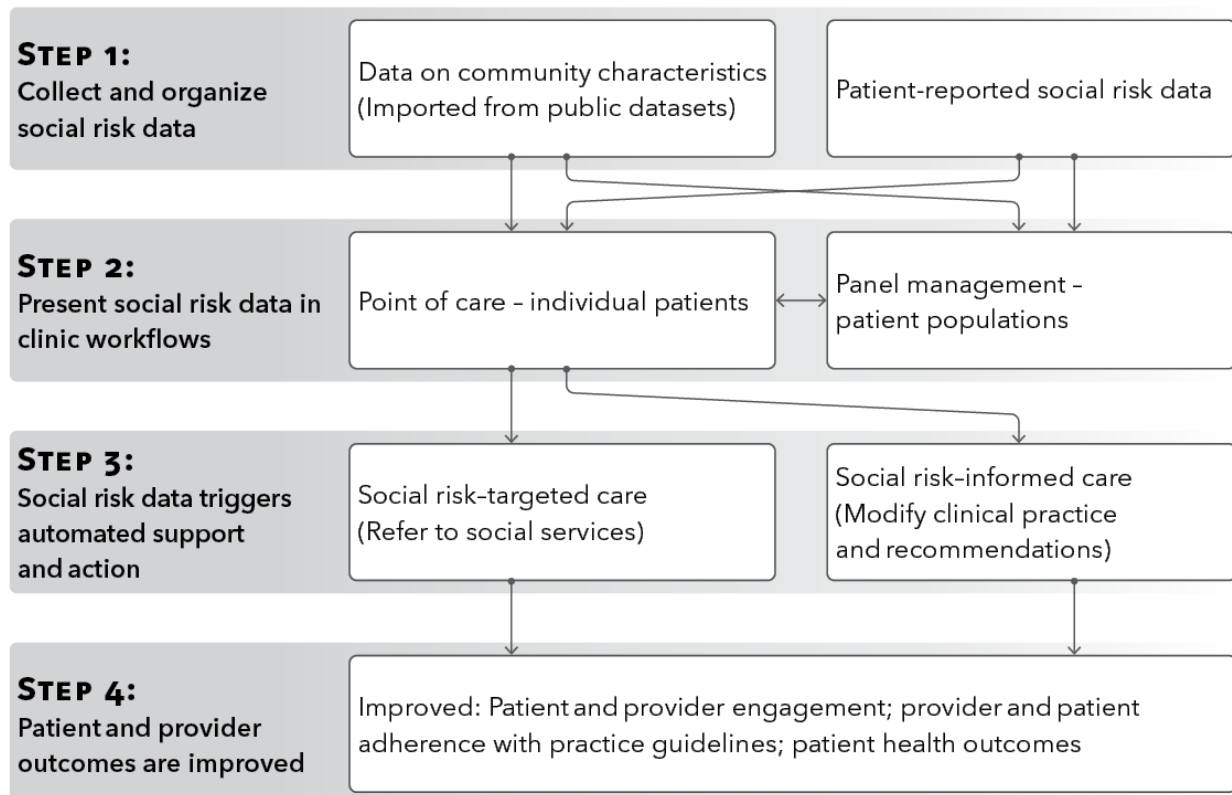 STEP 1:
Collect and organize
social risk data
Data on community characteristics
(Imported from public datasets)
Patient-reported social risk data
STEP 2:
Present social risk data in
clinic workflows
Point of care – individual patients
Panel management –
patient populations
STEP 3:
Social risk data triggers
automated support
and action
Social risk–targeted care
(Refer to social services)
Social risk–informed care
(Modify clinical practice
and recommendations)
STEP 4:
Patient and provider
outcomes are improved
Improved: Patient and provider engagement; provider and patient
adherence with practice guidelines; patient health outcomes